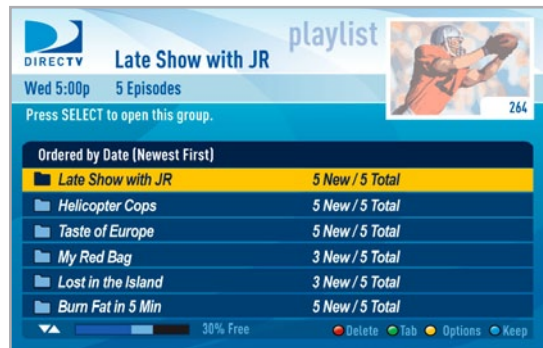 playlist
DIRECTV
Late Show with JR
Wed 5:00p 5 Episodes
264
Press SELECT to open this group.
Ordered by Date (Newest First)
Late Show with JR 5 New / 5 Total
Helicopter Cops 5 New / 5 Total
Taste of Europe 5 New / 5 Total
My Red Bag 3 New / 5 Total
Lost in the Island 3 New / 5 Total
Burn Fat in 5 Min 5 New / 5 Total
30% Free Delete Tab Options Keep